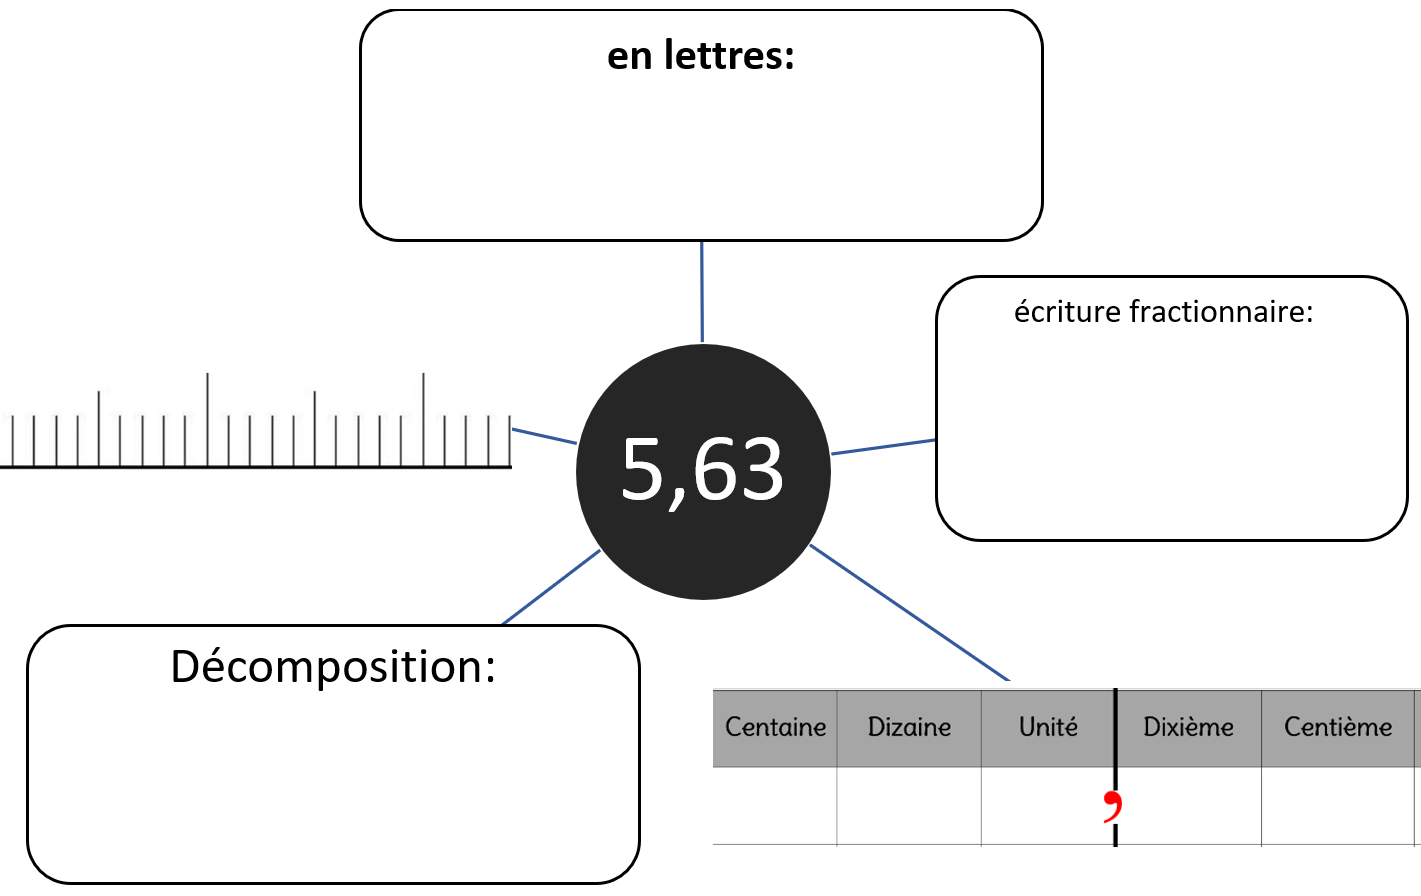 en lettres:
écriture fractionnaire:
5,63
Décomposition:
Centaine Dizaine Unité Dixième Centième
,